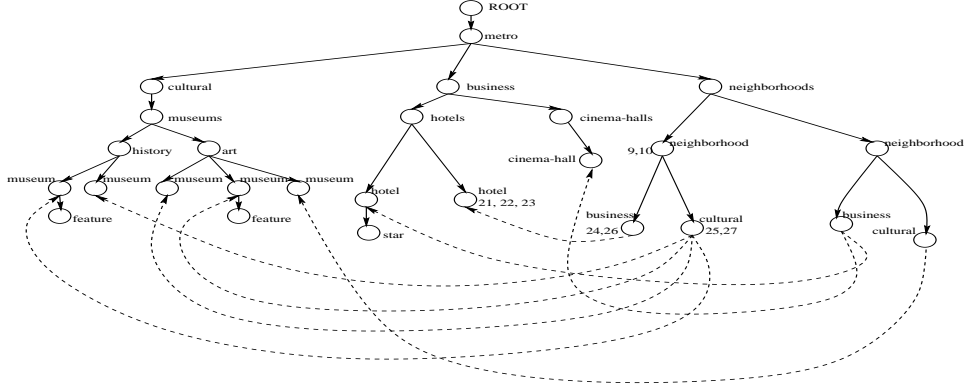 ROOT
metro
cultural
business
neighborhoods
museums
hotels
cinema-halls
history
art
cinema-hall
9,10
neighborhood
neighborhood
museum
museum
museum
museum
museum
hotel
hotel
21, 22, 23
feature
feature
star
business
24,26
cultural
25,27
business
cultural